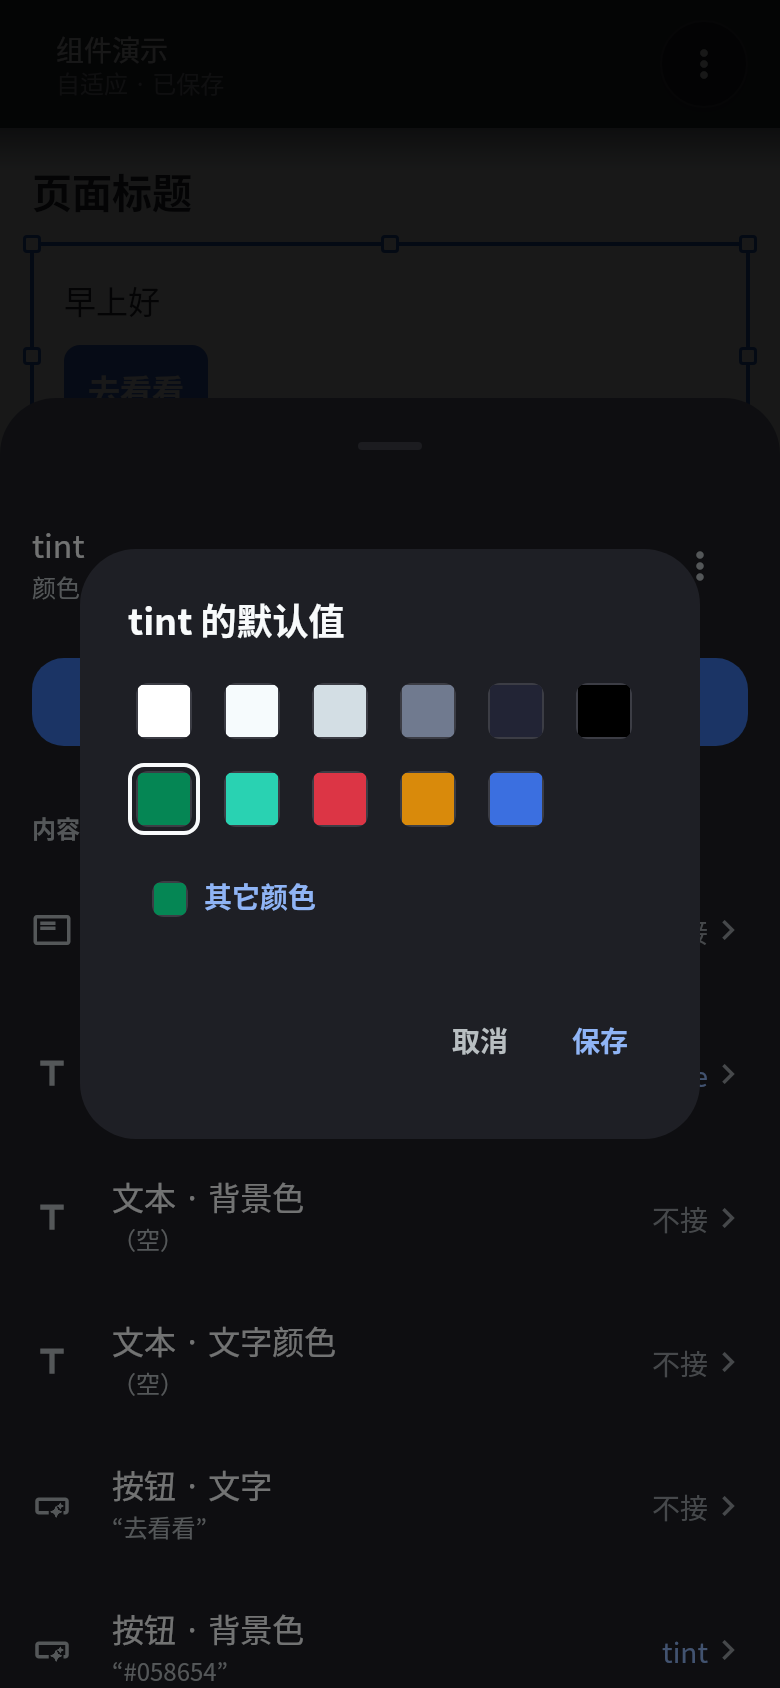 组件演示
自适应 · 已保存
页面标题
早上好
去看看
tint
颜色
tint 的默认值
其它颜色
取消
保存
内容
文本 · 背景色
（空）
不接
文本 · 文字颜色
（空）
不接
按钮 · 文字
“去看看”
不接
按钮 · 背景色
“#058654”
tint